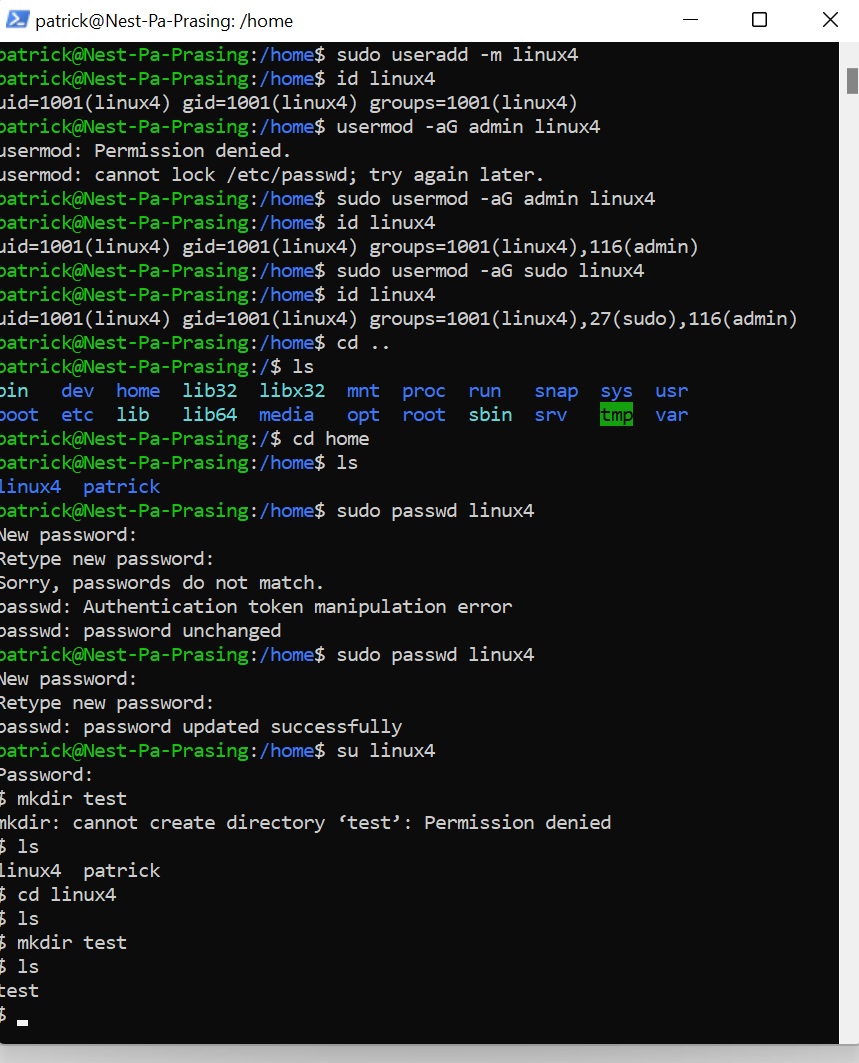 patrick@Nest-Pa-Prasing: /home
patrick@Nest-Pa-Prasing:/home$ sudo useradd -m linux4
patrick@Nest-Pa-Prasing:/home$ id linux4
uid=1001(linux4) gid=1001(linux4) groups=1001(linux4)
patrick@Nest-Pa-Prasing:/home$ usermod -aG admin linux4
usermod: Permission denied.
usermod: cannot lock /etc/passwd; try again later.
patrick@Nest-Pa-Prasing:/home$ sudo usermod -aG admin linux4
patrick@Nest-Pa-Prasing:/home$ id linux4
uid=1001(linux4) gid=1001(linux4) groups=1001(linux4),116(admin)
patrick@Nest-Pa-Prasing:/home$ sudo usermod -aG sudo linux4
patrick@Nest-Pa-Prasing:/home$ id linux4
uid=1001(linux4) gid=1001(linux4) groups=1001(linux4),27(sudo),116(admin)
patrick@Nest-Pa-Prasing:/home$ cd ..
patrick@Nest-Pa-Prasing:/$ ls
bin dev home lib32 libx32 mnt proc run snap sys usr
boot etc lib lib64 media opt root sbin srv tmp var
patrick@Nest-Pa-Prasing:/$ cd home
patrick@Nest-Pa-Prasing:/home$ ls
linux4 patrick
patrick@Nest-Pa-Prasing:/home$ sudo passwd linux4
New password:
Retype new password:
Sorry, passwords do not match.
passwd: Authentication token manipulation error
passwd: password unchanged
patrick@Nest-Pa-Prasing:/home$ sudo passwd linux4
New password:
Retype new password:
passwd: password updated successfully
patrick@Nest-Pa-Prasing:/home$ su linux4
Password:
$ mkdir test
mkdir: cannot create directory ‘test’: Permission denied
$ ls
linux4 patrick
$ cd linux4
$ ls
$ mkdir test
$ ls
test
$